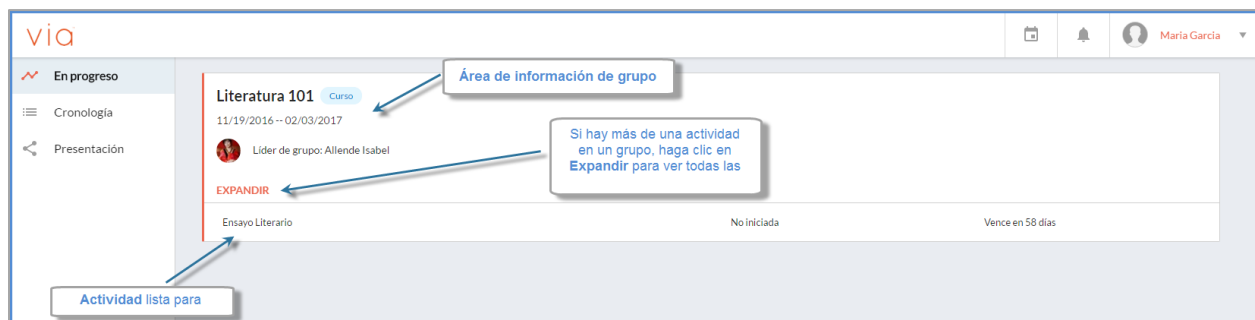 via
María García
En progreso
Cronología
Presentación
Literatura 101 Curso
11/19/2016 -- 02/03/2017
Líder de grupo: Allende Isabel
EXPANDIR
Ensayo Literario No iniciada Vence en 58 días
Área de información de grupo
Si hay más de una actividad
en un grupo, haga clic en
Expandir para ver todas las
Actividad lista para